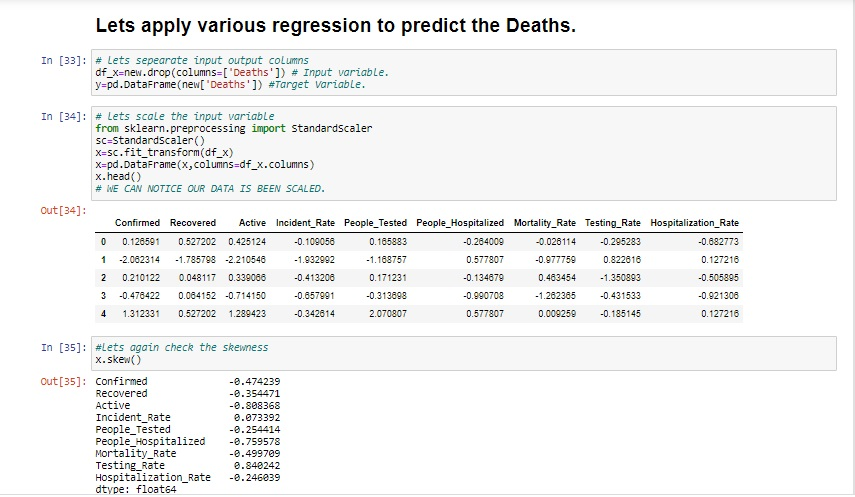 Lets apply various regression to predict the Deaths.
In [33]: # Lets sepearate input output columns
df_x=new.drop(columns=['Deaths']) # Input variable.
y=pd.DataFrame(new['Deaths']) #Target Variable.
In [34]: # Lets scale the input variable
from sklearn.preprocessing import StandardScaler
sc=StandardScaler()
x=sc.fit_transform(df_x)
x=pd.DataFrame(x,columns=df_x.columns)
x.head()
# WE CAN NOTICE OUR DATA IS BEEN SCALED.
Out[34]:
Confirmed Recovered Active Incident_Rate People_Tested People_Hospitalized Mortality_Rate Testing_Rate Hospitalization_Rate
0 0.126591 0.527202 0.425124 -0.109056 0.165883 -0.264009 -0.026114 -0.295283 -0.682773
1 -2.062314 -1.785798 -2.210546 -1.932992 -1.168757 0.577807 -0.977759 0.822616 0.127216
2 0.210122 0.048117 0.339066 -0.413206 0.171231 -0.134679 0.463454 -1.350893 -0.505895
3 -0.476422 0.064152 -0.714150 -0.657991 -0.313698 -0.990708 -1.262365 -0.431533 -0.921306
4 1.312331 0.527202 1.289423 -0.342614 2.070807 0.577807 0.009259 -0.185145 0.127216
In [35]: #Lets again check the skewness
x.skew()
Out[35]: Confirmed -0.474239
Recovered -0.354471
Active -0.808368
Incident_Rate 0.073392
People_Tested -0.254414
People_Hospitalized -0.759578
Mortality_Rate -0.499709
Testing_Rate 0.840242
Hospitalization_Rate -0.246039
dtype: float64